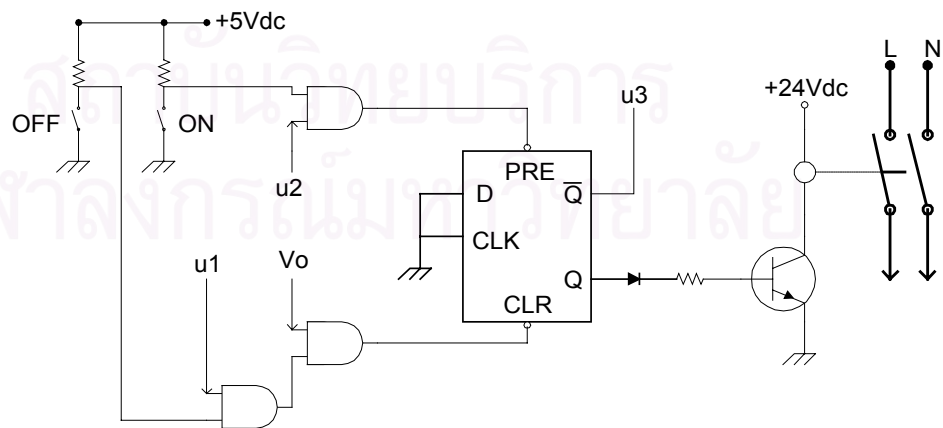 +5Vdc
L N
สถาบันวิทยบริการ
+24Vdc
OFF
ON
u3
u2
PRE
จุฬาลงกรณ์มหาวิทยาลัย
D
Q̅
CLK
u1
Vo
Q
CLR